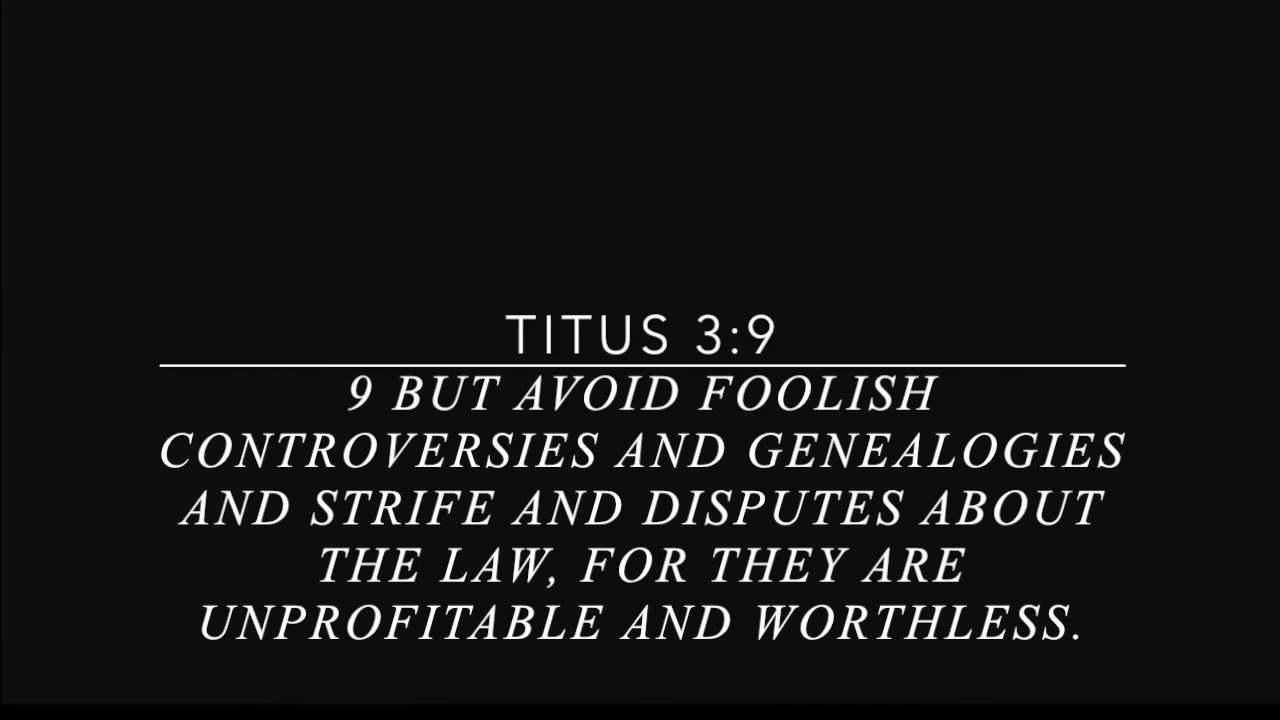 TITUS 3:9
9 BUT AVOID FOOLISH
CONTROVERSIES AND GENEALOGIES
AND STRIFE AND DISPUTES ABOUT
THE LAW, FOR THEY ARE
UNPROFITABLE AND WORTHLESS.